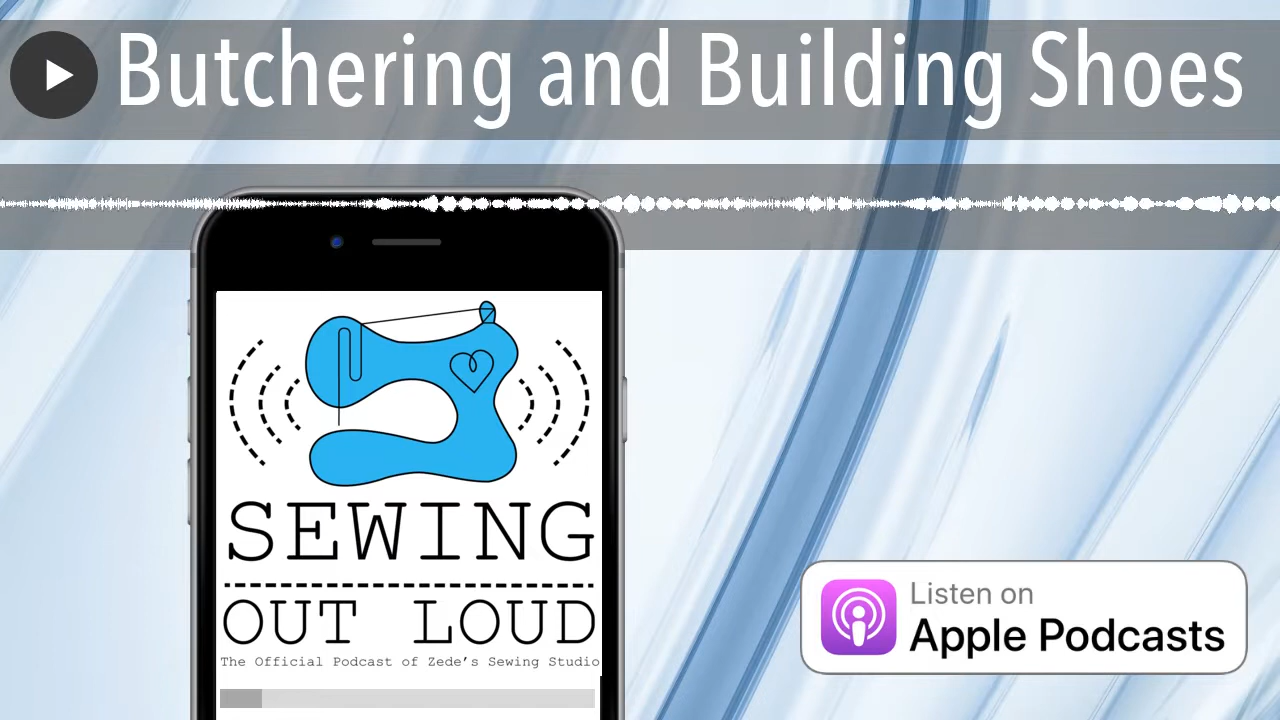 Butchering and Building Shoes
SEWING
OUT LOUD
The Official Podcast of Zede's Sewing Studio
Listen on
Apple Podcasts